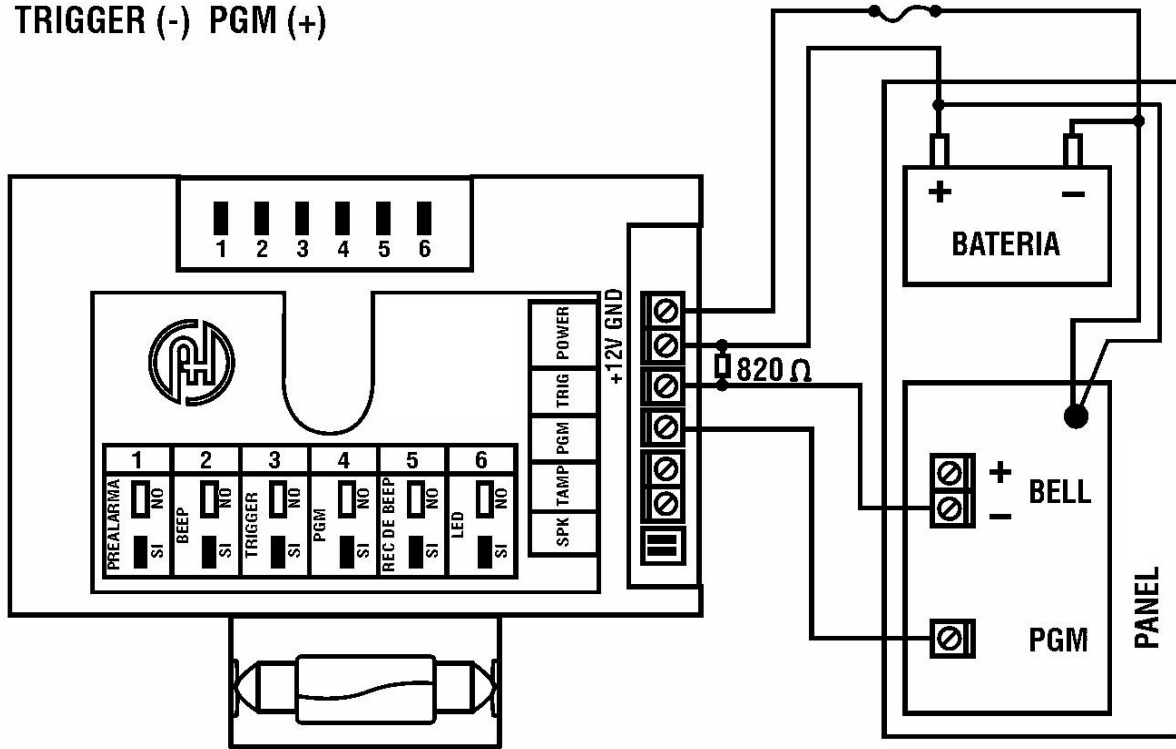 TRIGGER (-) PGM (+)
BATERIA
+
−
1 2 3 4 5 6
+12V GND
POWER
TRIG
PGM
TAMP
SPK
820 Ω
1 2 3 4 5 6
PREALARMA NO SI
BEEP NO SI
TRIGGER NO SI
PGM NO SI
REC DE BEEP NO SI
LED NO SI
+
−
BELL
PGM
PANEL